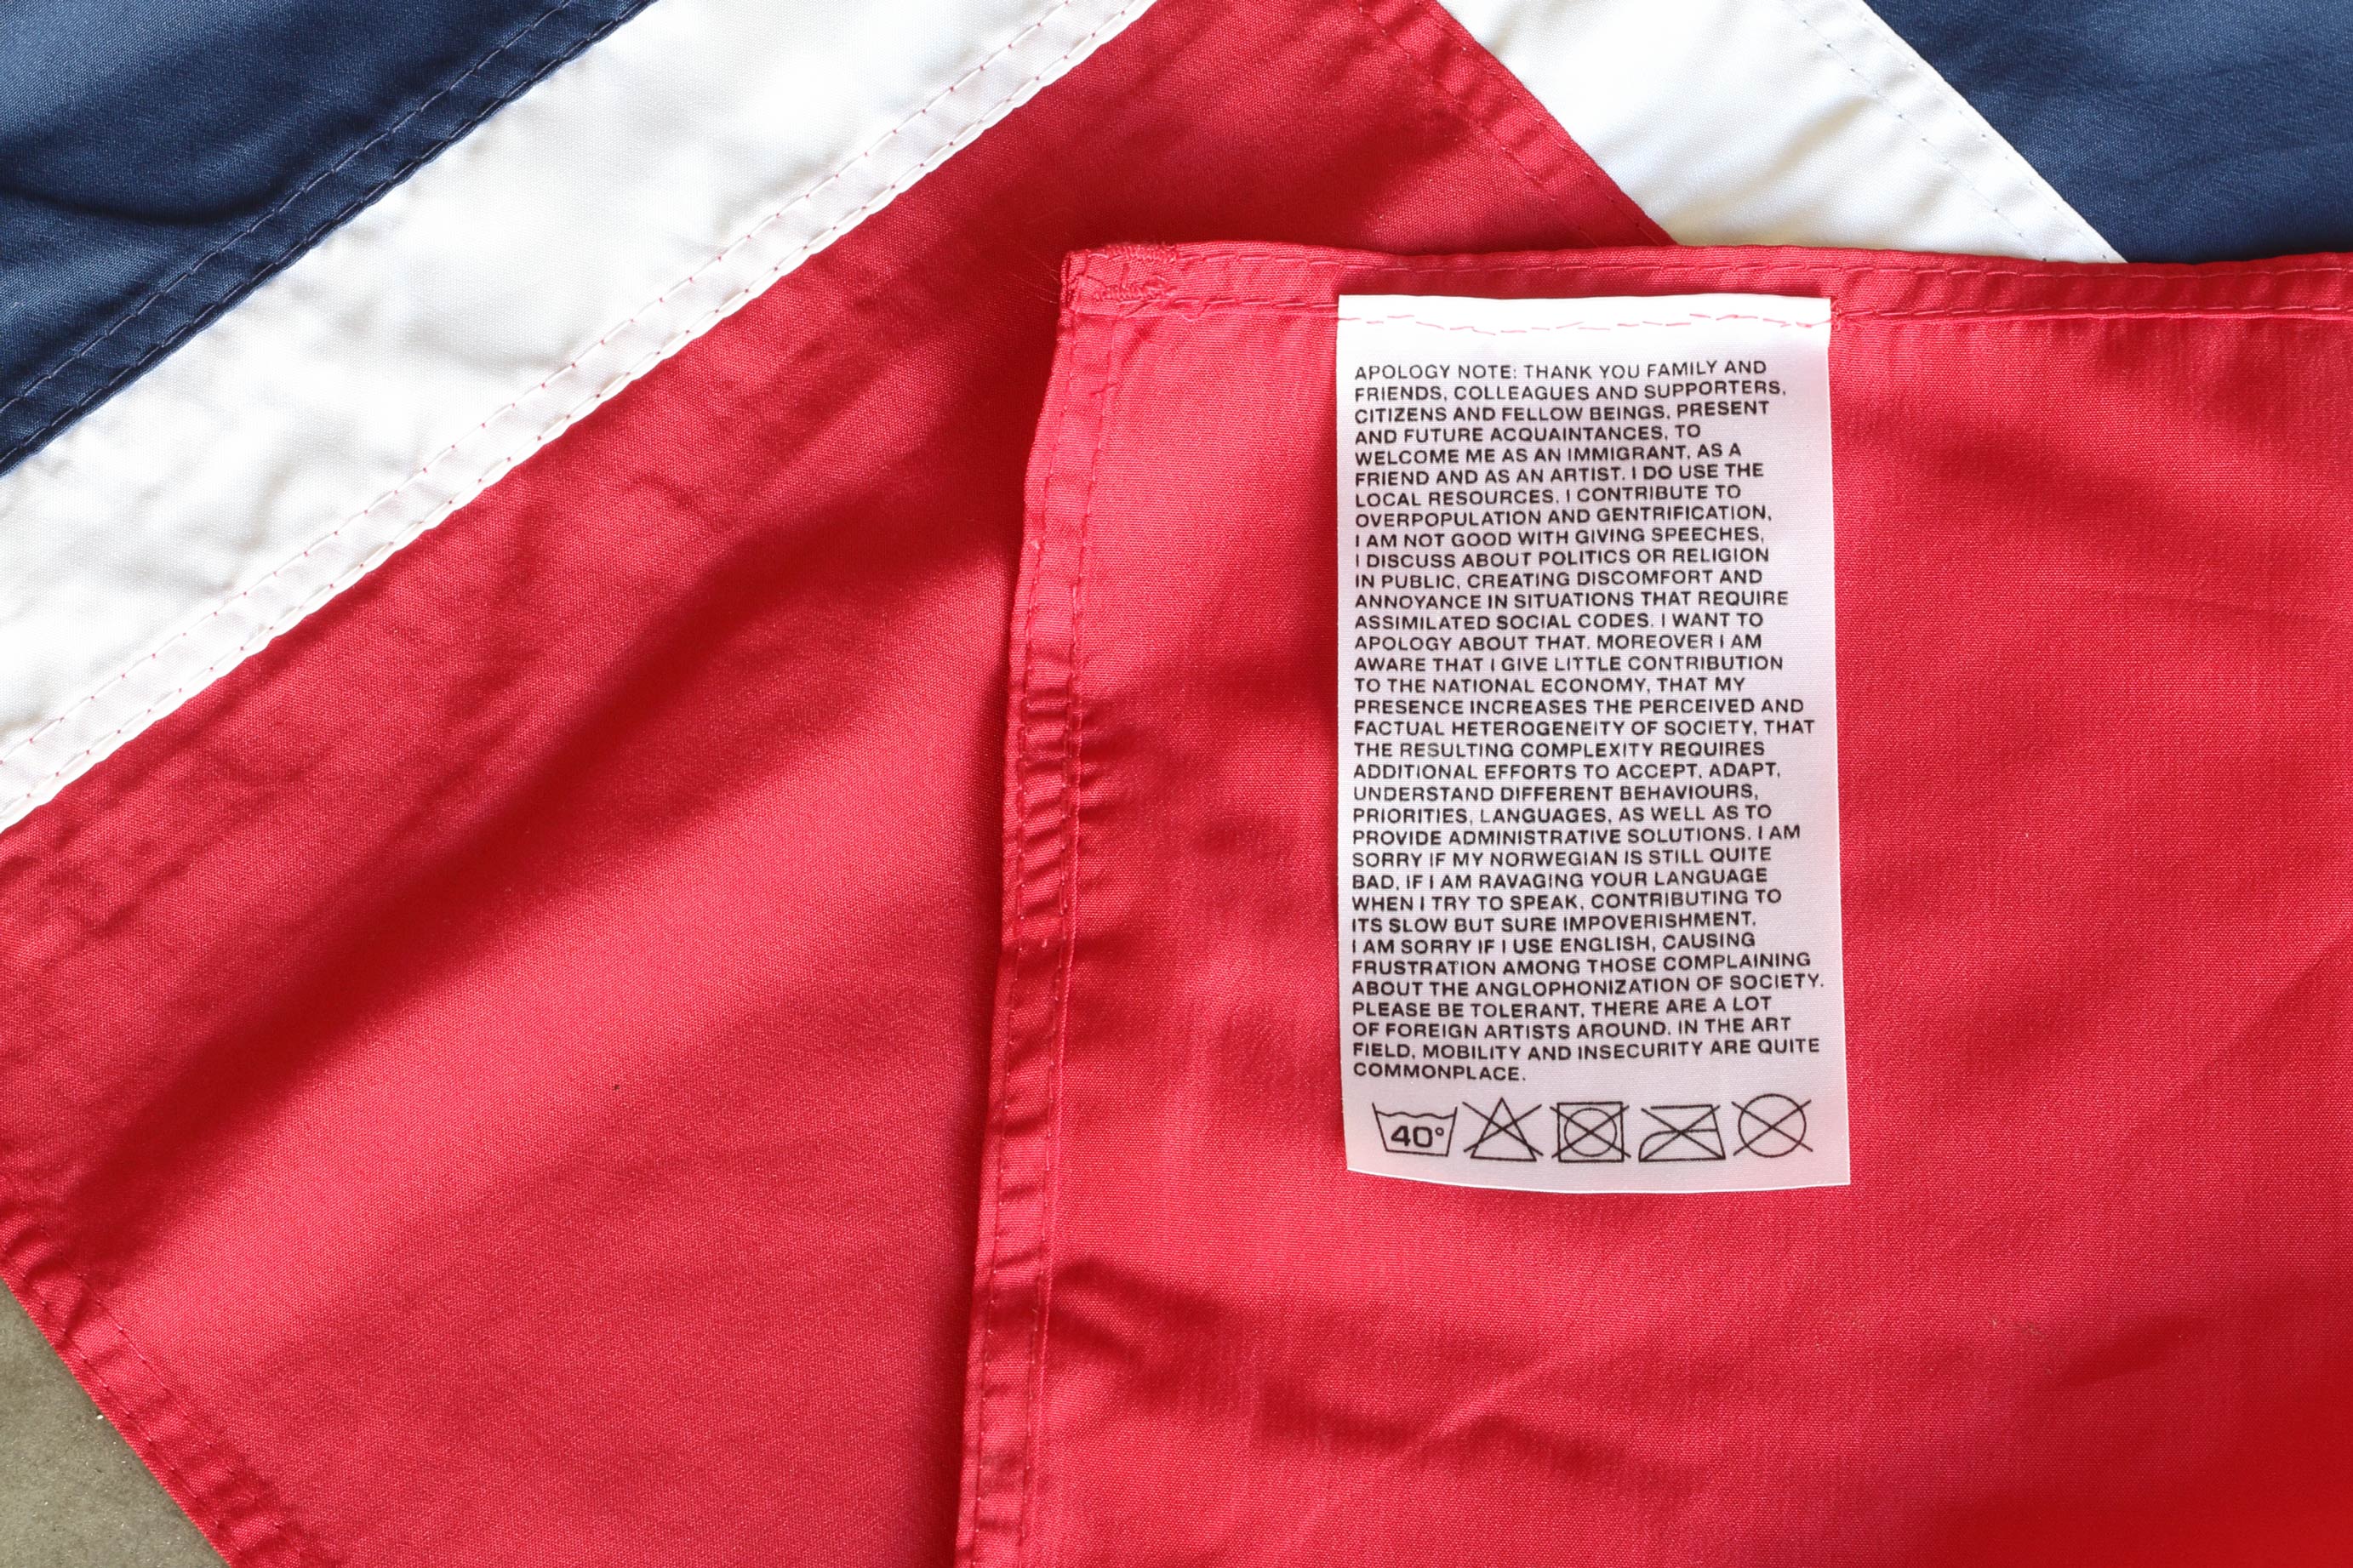 APOLOGY NOTE: THANK YOU FAMILY AND
FRIENDS, COLLEAGUES AND SUPPORTERS,
CITIZENS AND FELLOW BEINGS, PRESENT
AND FUTURE ACQUAINTANCES, TO
WELCOME ME AS AN IMMIGRANT, AS A
FRIEND AND AS AN ARTIST. I DO USE THE
LOCAL RESOURCES, I CONTRIBUTE TO
OVERPOPULATION AND GENTRIFICATION,
I AM NOT GOOD WITH GIVING SPEECHES,
I DISCUSS ABOUT POLITICS OR RELIGION
IN PUBLIC, CREATING DISCOMFORT AND
ANNOYANCE IN SITUATIONS THAT REQUIRE
ASSIMILATED SOCIAL CODES. I WANT TO
APOLOGY ABOUT THAT. MOREOVER I AM
AWARE THAT I GIVE LITTLE CONTRIBUTION
TO THE NATIONAL ECONOMY, THAT MY
PRESENCE INCREASES THE PERCEIVED AND
FACTUAL HETEROGENEITY OF SOCIETY, THAT
THE RESULTING COMPLEXITY REQUIRES
ADDITIONAL EFFORTS TO ACCEPT, ADAPT,
UNDERSTAND DIFFERENT BEHAVIOURS,
PRIORITIES, LANGUAGES, AS WELL AS TO
PROVIDE ADMINISTRATIVE SOLUTIONS. I AM
SORRY IF MY NORWEGIAN IS STILL QUITE
BAD, IF I AM RAVAGING YOUR LANGUAGE
WHEN I TRY TO SPEAK, CONTRIBUTING TO
ITS SLOW BUT SURE IMPOVERISHMENT.
I AM SORRY IF I USE ENGLISH, CAUSING
FRUSTRATION AMONG THOSE COMPLAINING
ABOUT THE ANGLOPHONIZATION OF SOCIETY.
PLEASE BE TOLERANT, THERE ARE A LOT
OF FOREIGN ARTISTS AROUND. IN THE ART
FIELD, MOBILITY AND INSECURITY ARE QUITE
COMMONPLACE.
40°